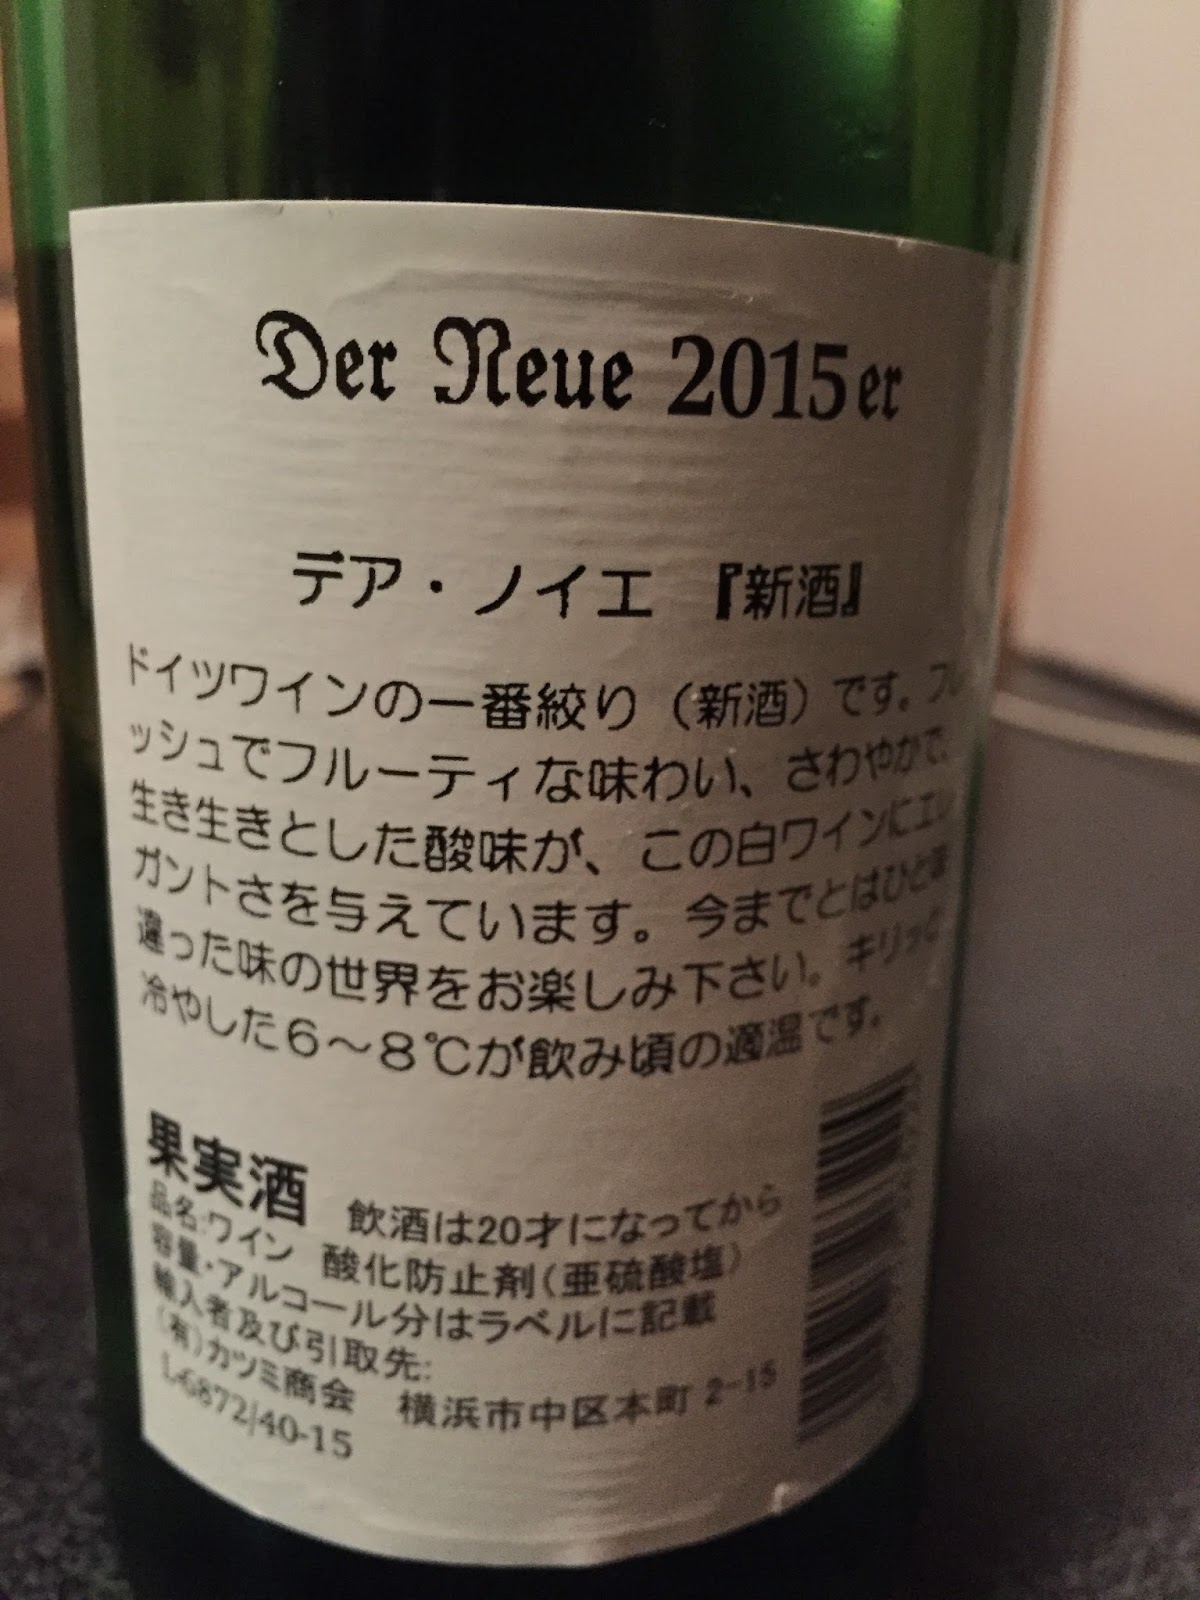 Der Neue 2015er
デア・ノイエ 『新酒』
ドイツワインの一番絞り（新酒）です。フレ
ッシュでフルーティな味わい、さわやかで、
生き生きとした酸味が、この白ワインにエレ
ガントさを与えています。今まではひと味
違った味の世界をお楽しみ下さい。キリッと
冷やした６～８℃が飲み頃の適温です。
果実酒 飲酒は20才になってから
品名:ワイン 酸化防止剤(亜硫酸塩)
容量・アルコール分はラベルに記載
輸入者及び引取先:
(有)カツミ商会 横浜市中区本町 2-15
L-6872/40-15